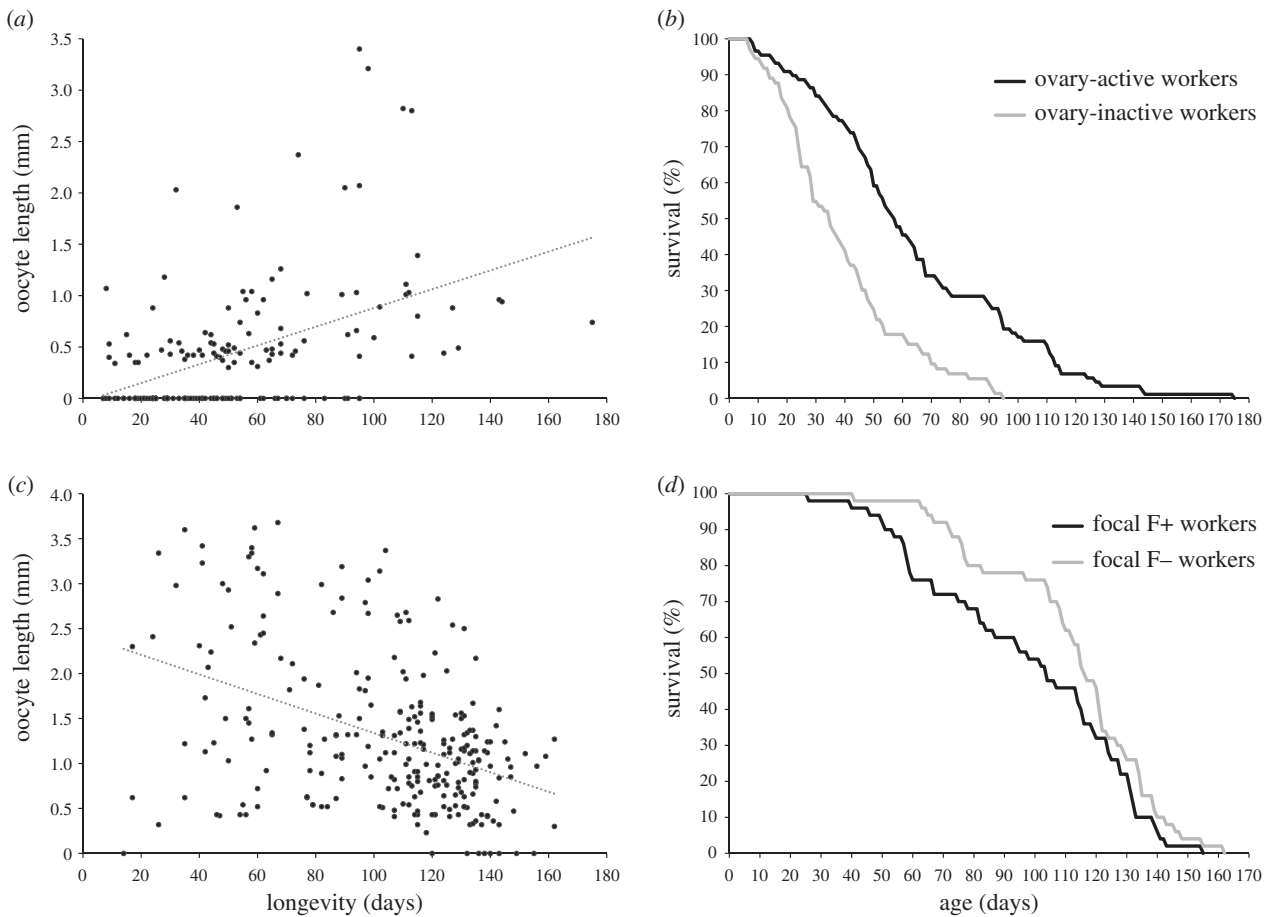 (a)
3.5
3.0
2.5
2.0
1.5
1.0
0.5
0
oocyte length (mm)
0 20 40 60 80 100 120 140 160 180
(b)
100
90
80
70
60
50
40
30
20
10
0
survival (%)
ovary-active workers
ovary-inactive workers
0 10 20 30 40 50 60 70 80 90 100 110 120 130 140 150 160 170 180
(c)
4.0
3.5
3.0
2.5
2.0
1.5
1.0
0.5
0
oocyte length (mm)
0 20 40 60 80 100 120 140 160 180
longevity (days)
(d)
100
90
80
70
60
50
40
30
20
10
0
survival (%)
focal F+ workers
focal F– workers
0 10 20 30 40 50 60 70 80 90 100 110 120 130 140 150 160 170
age (days)